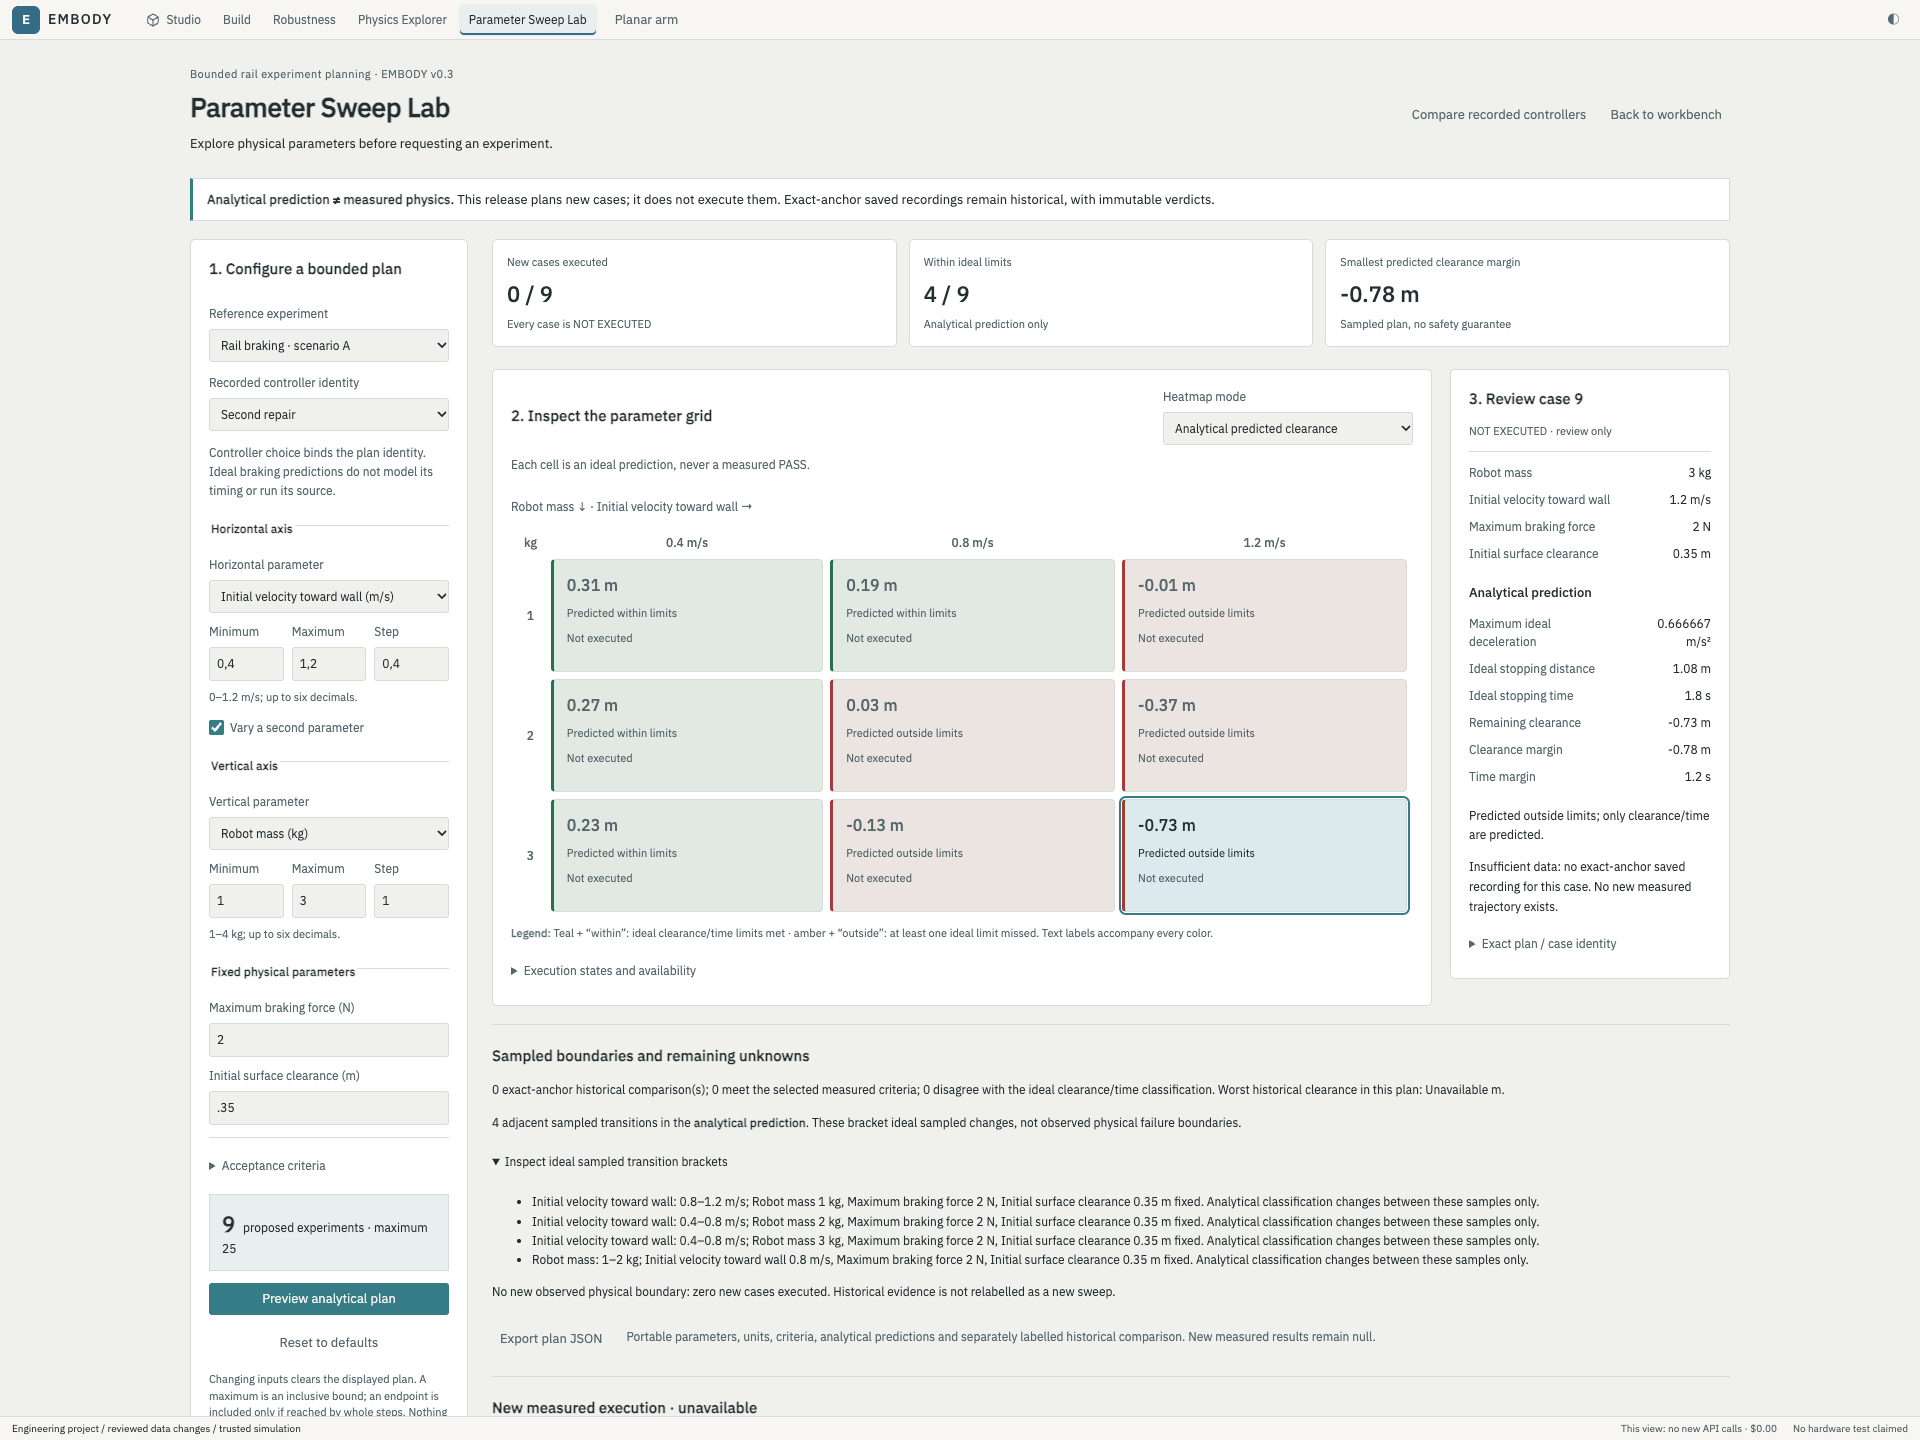 E EMBODY Studio Build Robustness Physics Explorer Parameter Sweep Lab Planar arm
Bounded rail experiment planning · EMBODY v0.3
Parameter Sweep Lab
Compare recorded controllers Back to workbench
Explore physical parameters before requesting an experiment.
Analytical prediction ≠ measured physics. This release plans new cases; it does not execute them. Exact-anchor saved recordings remain historical, with immutable verdicts.
1. Configure a bounded plan
Reference experiment
Rail braking · scenario A
Recorded controller identity
Second repair
Controller choice binds the plan identity.
Ideal braking predictions do not model its
timing or run its source.
Horizontal axis
Horizontal parameter
Initial velocity toward wall (m/s)
Minimum Maximum Step
0,4 1,2 0,4
0–1.2 m/s; up to six decimals.
Vary a second parameter
Vertical axis
Vertical parameter
Robot mass (kg)
Minimum Maximum Step
1 3 1
1–4 kg; up to six decimals.
Fixed physical parameters
Maximum braking force (N)
2
Initial surface clearance (m)
.35
Acceptance criteria
9 proposed experiments · maximum
25
Preview analytical plan
Reset to defaults
Changing inputs clears the displayed plan. A
maximum is an inclusive bound; an endpoint is
included only if reached by whole steps. Nothing
New cases executed
0 / 9
Every case is NOT EXECUTED
Within ideal limits
4 / 9
Analytical prediction only
Smallest predicted clearance margin
-0.78 m
Sampled plan, no safety guarantee
2. Inspect the parameter grid
Heatmap mode
Analytical predicted clearance
Each cell is an ideal prediction, never a measured PASS.
Robot mass ↓ · Initial velocity toward wall →
kg 0.4 m/s 0.8 m/s 1.2 m/s
1
0.31 m
Predicted within limits
Not executed
0.19 m
Predicted within limits
Not executed
-0.01 m
Predicted outside limits
Not executed
2
0.27 m
Predicted within limits
Not executed
0.03 m
Predicted outside limits
Not executed
-0.37 m
Predicted outside limits
Not executed
3
0.23 m
Predicted within limits
Not executed
-0.13 m
Predicted outside limits
Not executed
-0.73 m
Predicted outside limits
Not executed
Legend: Teal + “within”: ideal clearance/time limits met · amber + “outside”: at least one ideal limit missed. Text labels accompany every color.
Execution states and availability
3. Review case 9
NOT EXECUTED · review only
Robot mass 3 kg
Initial velocity toward wall 1.2 m/s
Maximum braking force 2 N
Initial surface clearance 0.35 m
Analytical prediction
Maximum ideal 0.666667
deceleration m/s²
Ideal stopping distance 1.08 m
Ideal stopping time 1.8 s
Remaining clearance -0.73 m
Clearance margin -0.78 m
Time margin 1.2 s
Predicted outside limits; only clearance/time
are predicted.
Insufficient data: no exact-anchor saved
recording for this case. No new measured
trajectory exists.
Exact plan / case identity
Sampled boundaries and remaining unknowns
0 exact-anchor historical comparison(s); 0 meet the selected measured criteria; 0 disagree with the ideal clearance/time classification. Worst historical clearance in this plan: Unavailable m.
4 adjacent sampled transitions in the analytical prediction. These bracket ideal sampled changes, not observed physical failure boundaries.
Inspect ideal sampled transition brackets
• Initial velocity toward wall: 0.8–1.2 m/s; Robot mass 1 kg, Maximum braking force 2 N, Initial surface clearance 0.35 m fixed. Analytical classification changes between these samples only.
• Initial velocity toward wall: 0.4–0.8 m/s; Robot mass 2 kg, Maximum braking force 2 N, Initial surface clearance 0.35 m fixed. Analytical classification changes between these samples only.
• Initial velocity toward wall: 0.4–0.8 m/s; Robot mass 3 kg, Maximum braking force 2 N, Initial surface clearance 0.35 m fixed. Analytical classification changes between these samples only.
• Robot mass: 1–2 kg; Initial velocity toward wall 0.8 m/s, Maximum braking force 2 N, Initial surface clearance 0.35 m fixed. Analytical classification changes between these samples only.
No new observed physical boundary: zero new cases executed. Historical evidence is not relabelled as a new sweep.
Export plan JSON Portable parameters, units, criteria, analytical predictions and separately labelled historical comparison. New measured results remain null.
New measured execution · unavailable
Engineering project / reviewed data changes / trusted simulation
This view: no new API calls · $0.00 No hardware test claimed